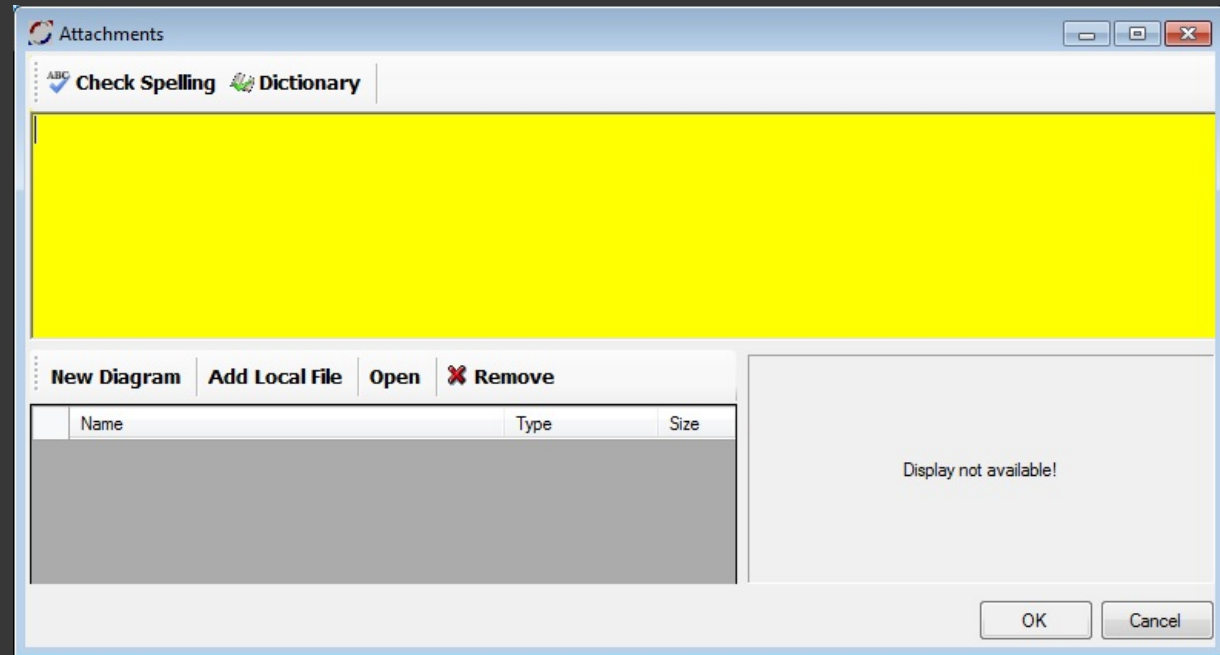 Attachments
ABC Check Spelling Dictionary
New Diagram Add Local File Open Remove
Name Type Size
Display not available!
OK Cancel